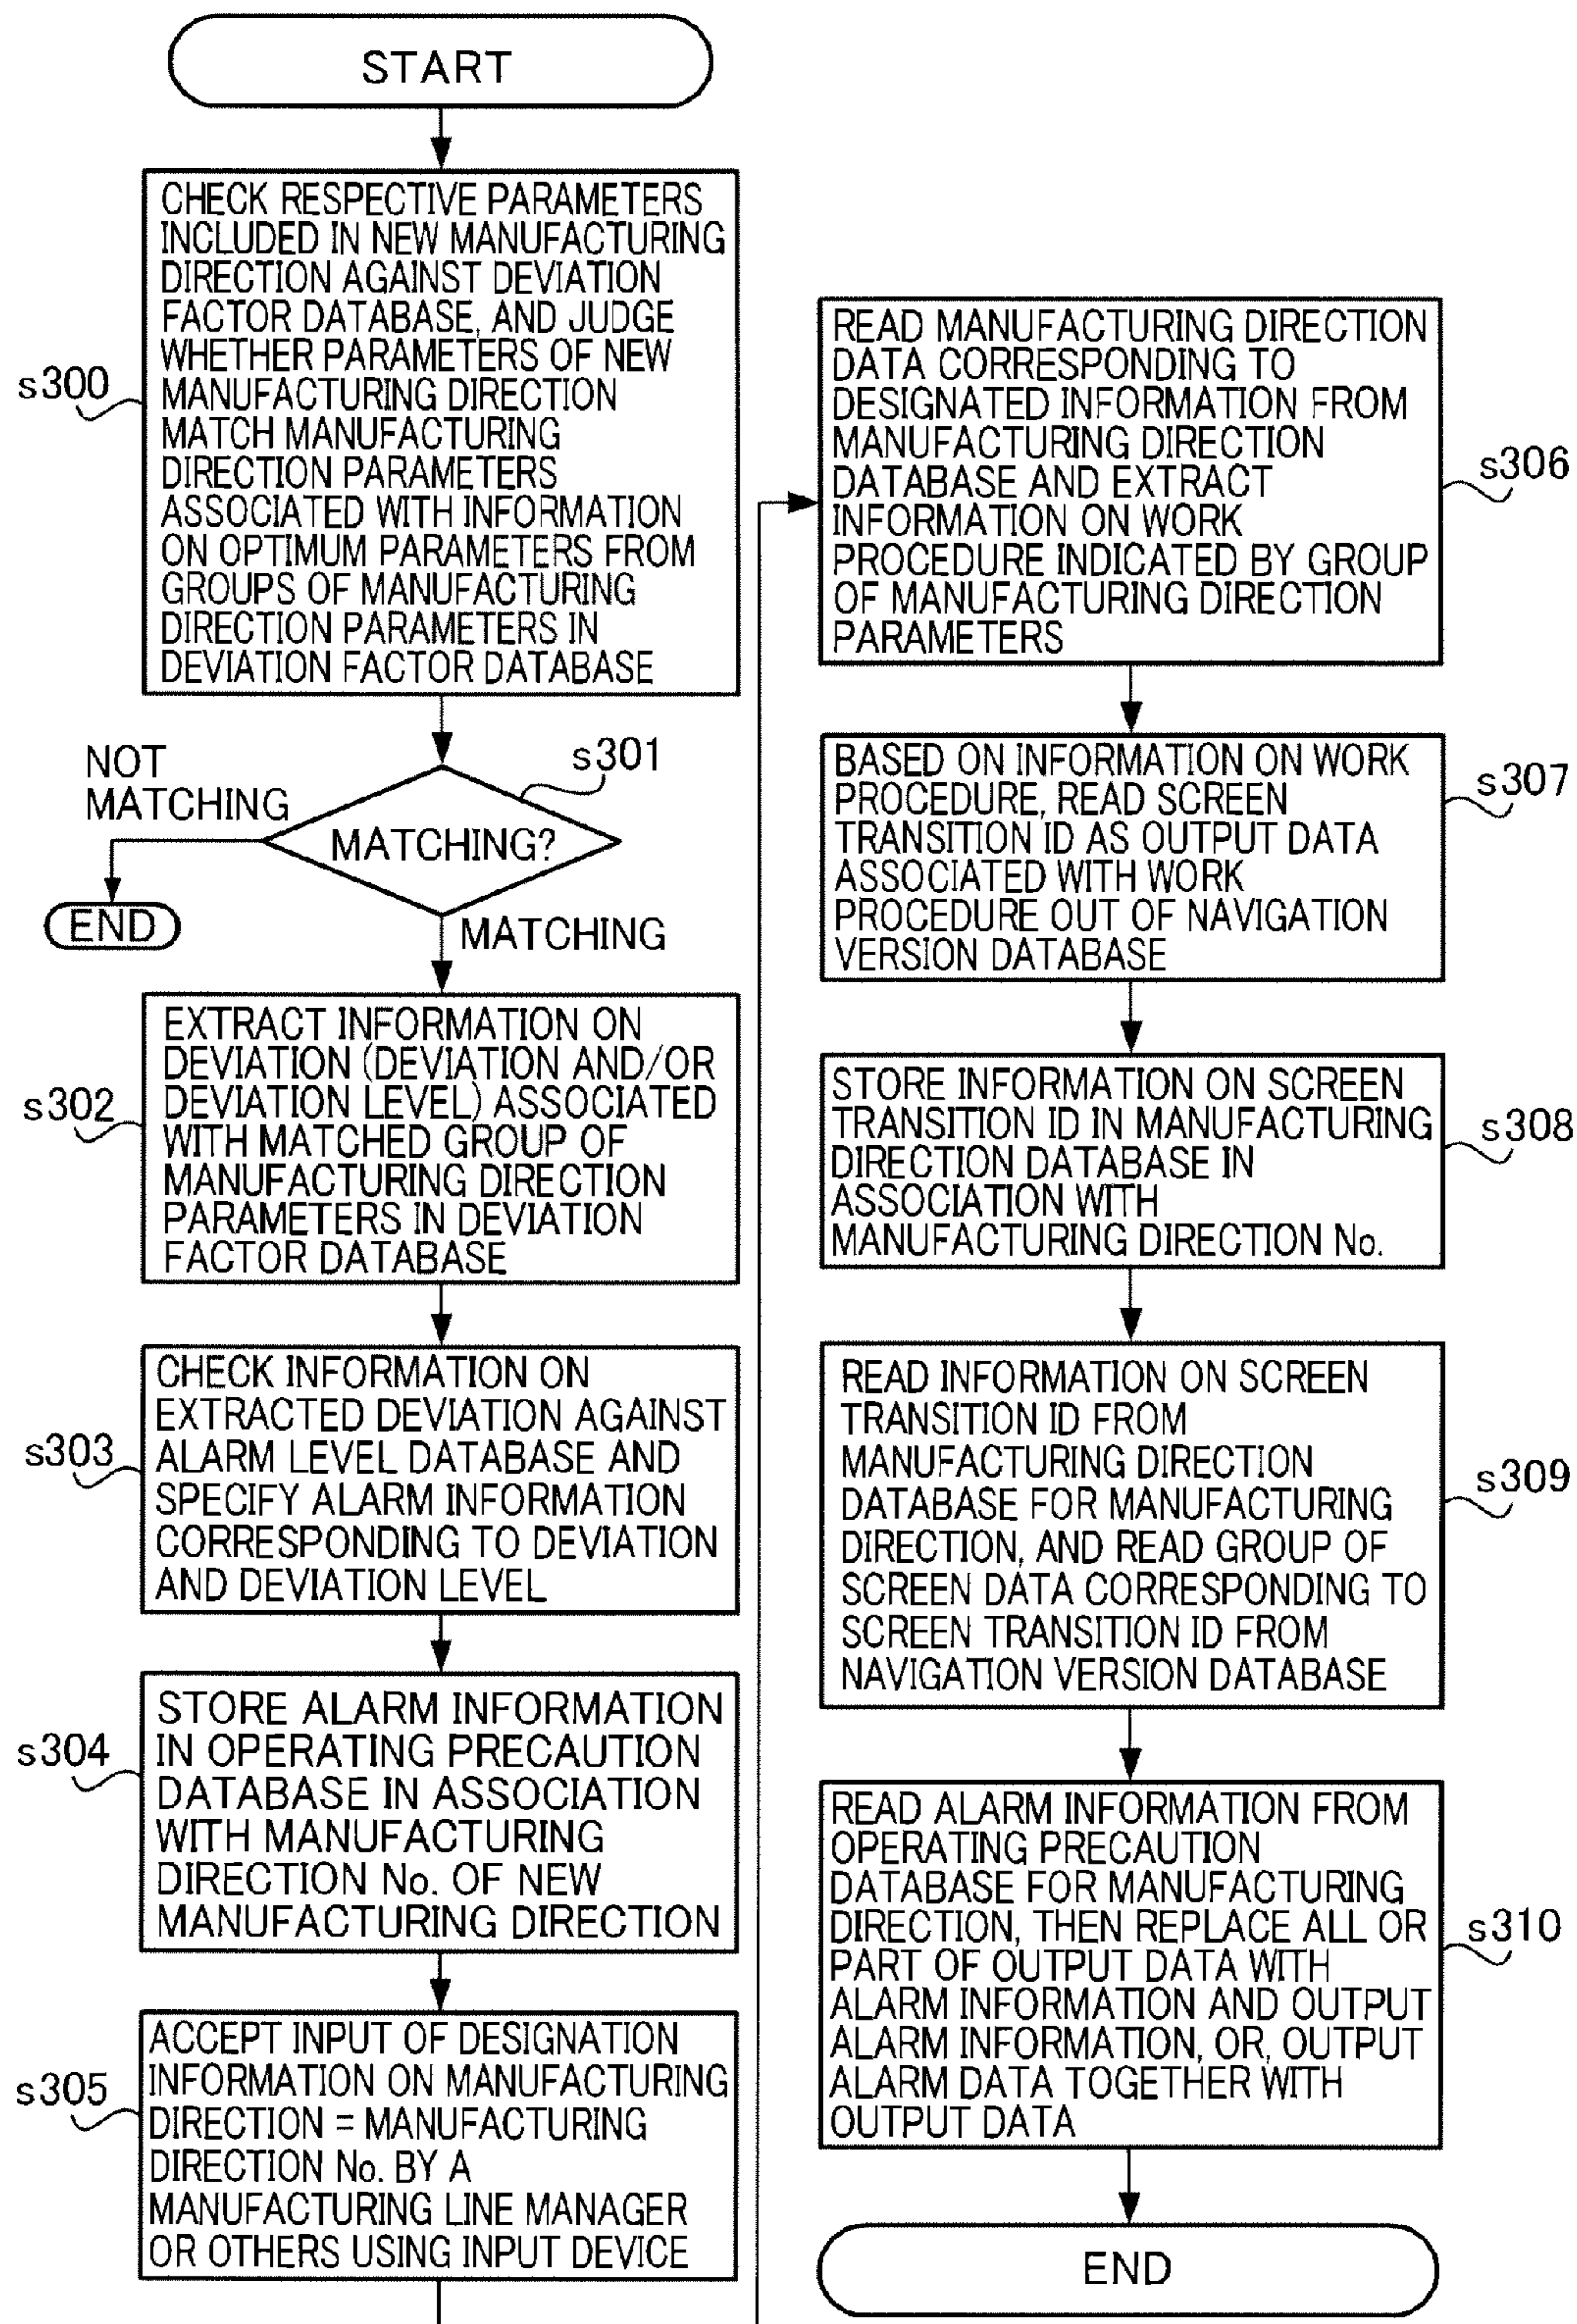 START
CHECK RESPECTIVE PARAMETERS
INCLUDED IN NEW MANUFACTURING
DIRECTION AGAINST DEVIATION
FACTOR DATABASE, AND JUDGE
WHETHER PARAMETERS OF NEW
MANUFACTURING DIRECTION
MATCH MANUFACTURING
DIRECTION PARAMETERS
ASSOCIATED WITH INFORMATION
ON OPTIMUM PARAMETERS FROM
GROUPS OF MANUFACTURING
DIRECTION PARAMETERS IN
DEVIATION FACTOR DATABASE
s300
s301
NOT
MATCHING
MATCHING?
END
MATCHING
EXTRACT INFORMATION ON
DEVIATION (DEVIATION AND/OR
DEVIATION LEVEL) ASSOCIATED
WITH MATCHED GROUP OF
MANUFACTURING DIRECTION
PARAMETERS IN DEVIATION
FACTOR DATABASE
s302
CHECK INFORMATION ON
EXTRACTED DEVIATION AGAINST
ALARM LEVEL DATABASE AND
SPECIFY ALARM INFORMATION
CORRESPONDING TO DEVIATION
AND DEVIATION LEVEL
s303
STORE ALARM INFORMATION
IN OPERATING PRECAUTION
DATABASE IN ASSOCIATION
WITH MANUFACTURING
DIRECTION No. OF NEW
MANUFACTURING DIRECTION
s304
ACCEPT INPUT OF DESIGNATION
INFORMATION ON MANUFACTURING
DIRECTION = MANUFACTURING
DIRECTION No. BY A
MANUFACTURING LINE MANAGER
OR OTHERS USING INPUT DEVICE
s305
READ MANUFACTURING DIRECTION
DATA CORRESPONDING TO
DESIGNATED INFORMATION FROM
MANUFACTURING DIRECTION
DATABASE AND EXTRACT
INFORMATION ON WORK
PROCEDURE INDICATED BY GROUP
OF MANUFACTURING DIRECTION
PARAMETERS
s306
BASED ON INFORMATION ON WORK
PROCEDURE, READ SCREEN
TRANSITION ID AS OUTPUT DATA
ASSOCIATED WITH WORK
PROCEDURE OUT OF NAVIGATION
VERSION DATABASE
s307
STORE INFORMATION ON SCREEN
TRANSITION ID IN MANUFACTURING
DIRECTION DATABASE IN
ASSOCIATION WITH
MANUFACTURING DIRECTION No.
s308
READ INFORMATION ON SCREEN
TRANSITION ID FROM
MANUFACTURING DIRECTION
DATABASE FOR MANUFACTURING
DIRECTION, AND READ GROUP OF
SCREEN DATA CORRESPONDING TO
SCREEN TRANSITION ID FROM
NAVIGATION VERSION DATABASE
s309
READ ALARM INFORMATION FROM
OPERATING PRECAUTION
DATABASE FOR MANUFACTURING
DIRECTION, THEN REPLACE ALL OR
PART OF OUTPUT DATA WITH
ALARM INFORMATION AND OUTPUT
ALARM INFORMATION, OR, OUTPUT
ALARM DATA TOGETHER WITH
OUTPUT DATA
s310
END